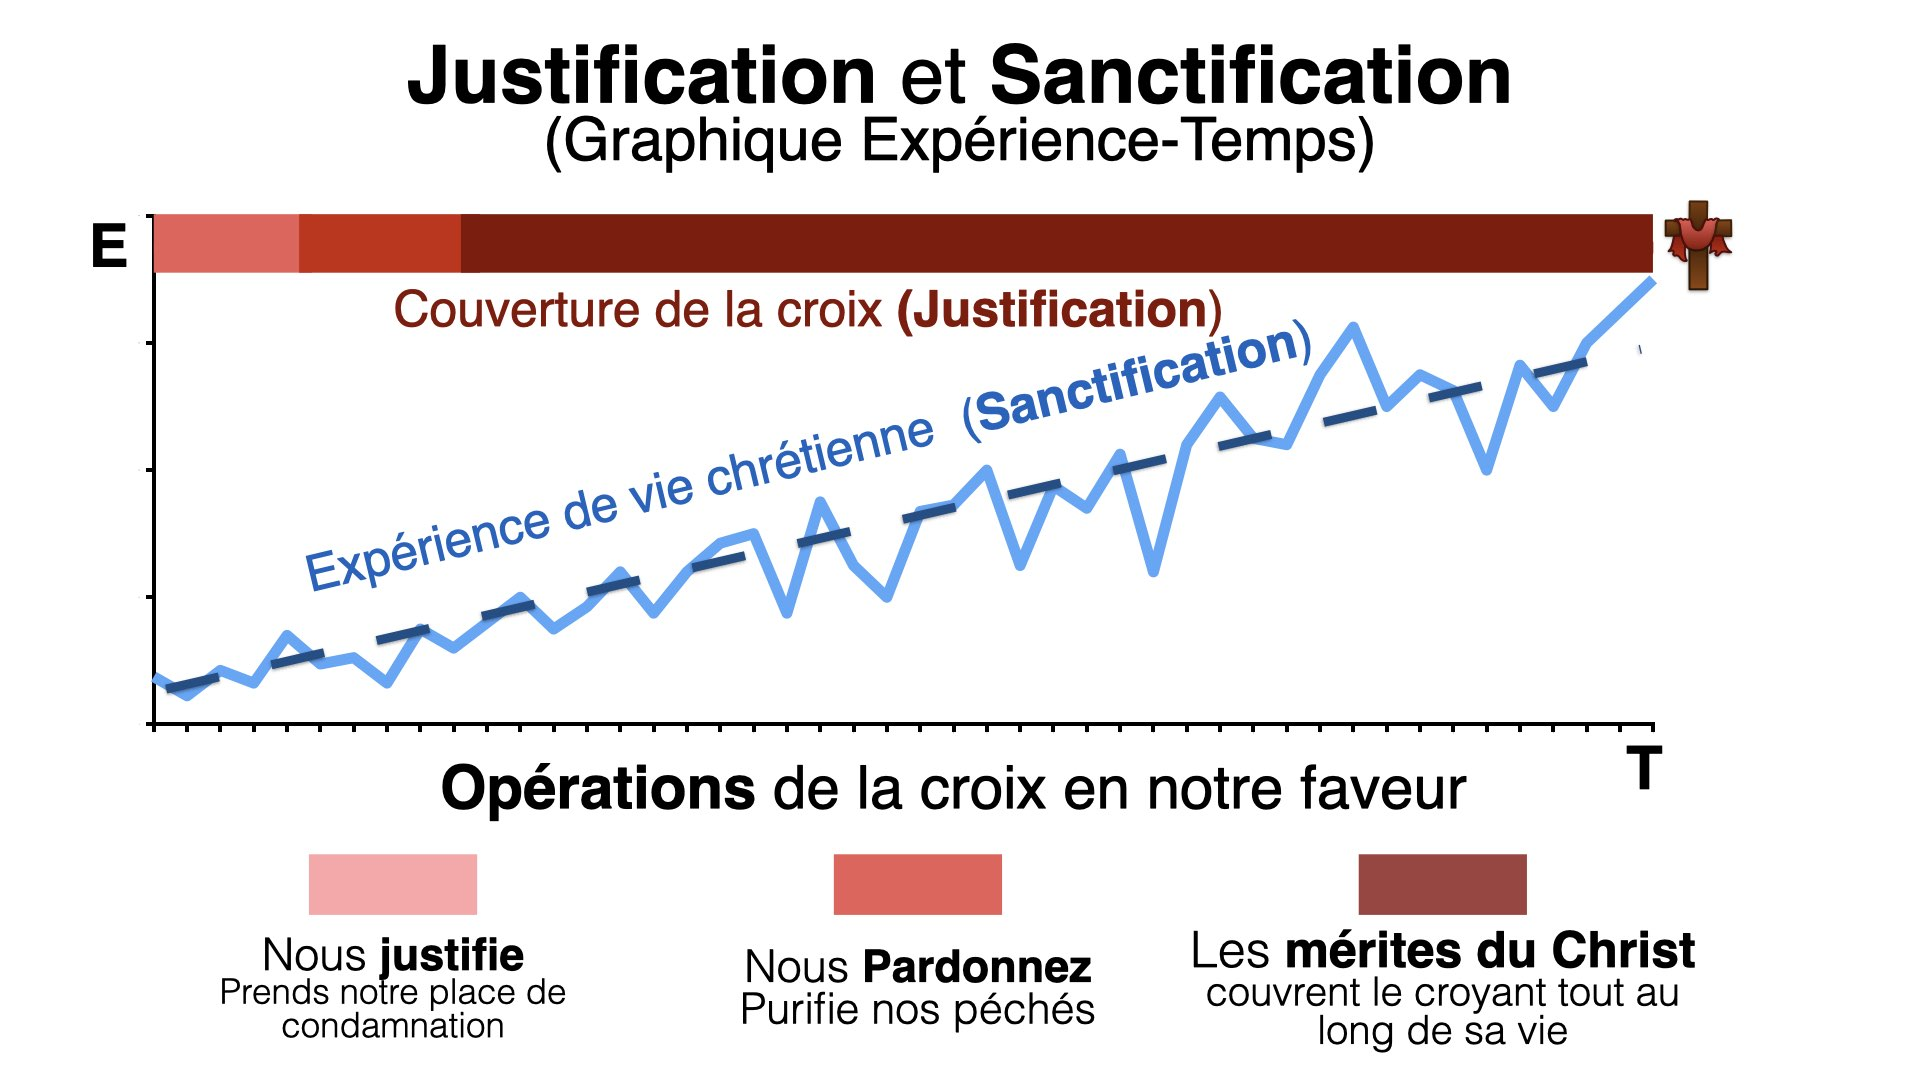 Justification et Sanctification
(Graphique Expérience-Temps)
E
Couverture de la croix (Justification)
Expérience de vie chrétienne (Sanctification)
T
Opérations de la croix en notre faveur
Nous justifie
Prends notre place de
condamnation
Nous Pardonnez
Purifie nos péchés
Les mérites du Christ
couvrent le croyant tout au
long de sa vie